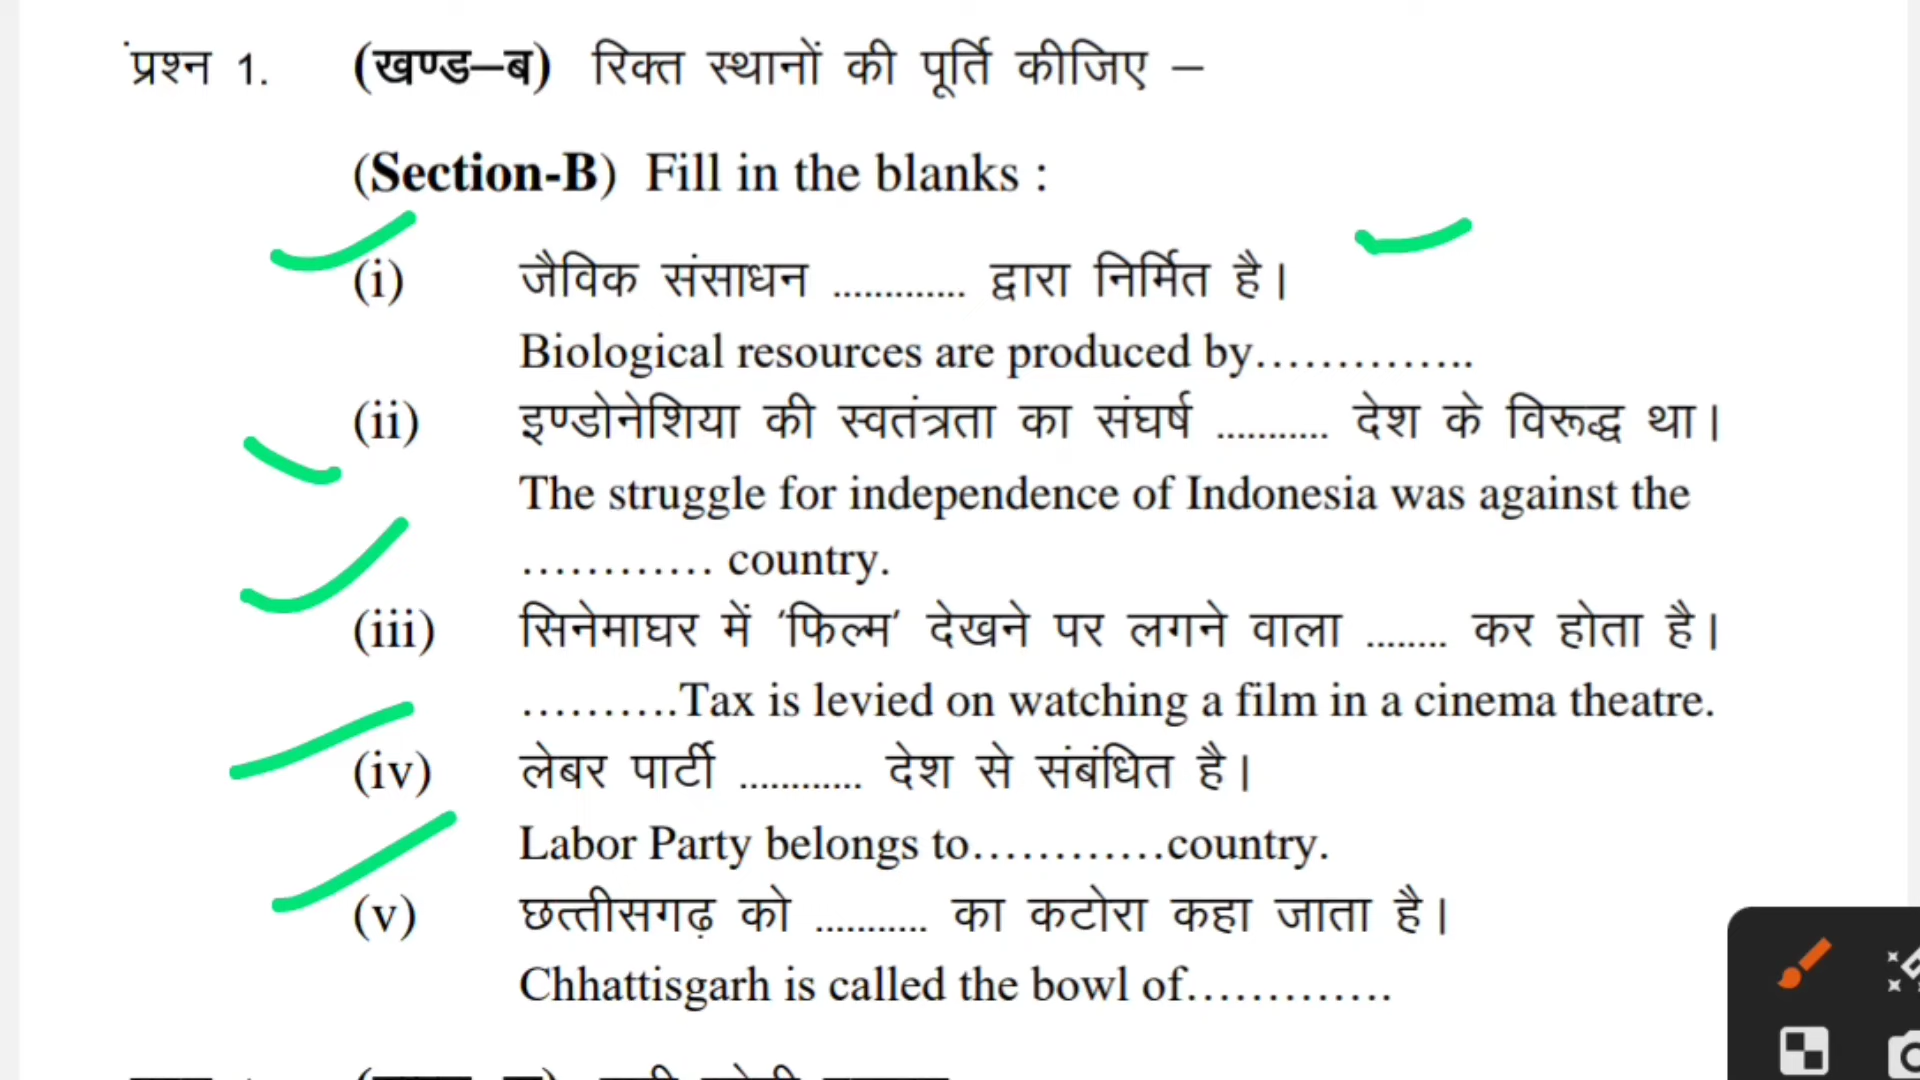 प्रश्न 1. (खण्ड–ब) रिक्त स्थानों की पूर्ति कीजिए –
(Section-B) Fill in the blanks :
(i) जैविक संसाधन ............. द्वारा निर्मित है।
Biological resources are produced by…………..
(ii) इण्डोनेशिया की स्वतंत्रता का संघर्ष ........... देश के विरूद्ध था।
The struggle for independence of Indonesia was against the
………… country.
(iii) सिनेमाघर में ‘फिल्म’ देखने पर लगने वाला ........ कर होता है।
……….Tax is levied on watching a film in a cinema theatre.
(iv) लेबर पार्टी ............ देश से संबंधित है।
Labor Party belongs to…………country.
(v) छत्तीसगढ़ को ........... का कटोरा कहा जाता है।
Chhattisgarh is called the bowl of………….